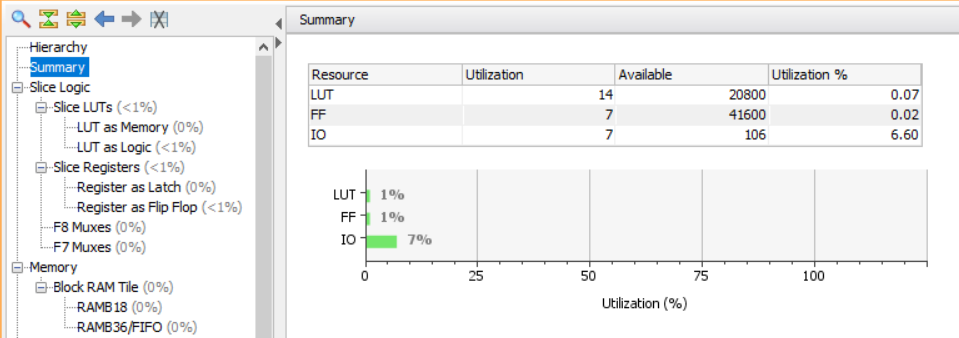 Summary
Hierarchy
Summary
Slice Logic
Slice LUTs (<1%)
LUT as Memory (0%)
LUT as Logic (<1%)
Slice Registers (<1%)
Register as Latch (0%)
Register as Flip Flop (<1%)
F8 Muxes (0%)
F7 Muxes (0%)
Memory
Block RAM Tile (0%)
RAMB18 (0%)
RAMB36/FIFO (0%)
Resource Utilization Available Utilization %
LUT 14 20800 0.07
FF 7 41600 0.02
IO 7 106 6.60
LUT 1%
FF 1%
IO 7%
0 25 50 75 100
Utilization (%)